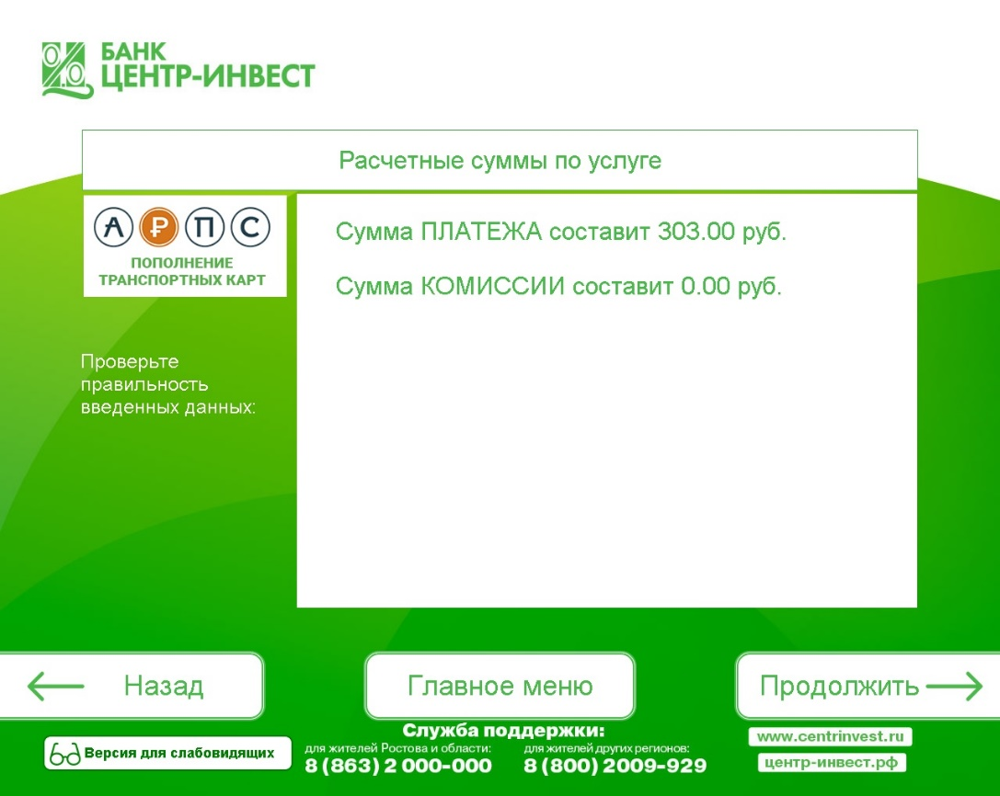 БАНК
ЦЕНТР-ИНВЕСТ
Расчетные суммы по услуге
А Р П С
ПОПОЛНЕНИЕ
ТРАНСПОРТНЫХ КАРТ
Сумма ПЛАТЕЖА составит 303.00 руб.
Сумма КОМИССИИ составит 0.00 руб.
Проверьте
правильность
введенных данных:
Назад
Главное меню
Продолжить
Версия для слабовидящих
Служба поддержки:
для жителей Ростова и области:
8 (863) 2 000-000
для жителей других регионов:
8 (800) 2009-929
www.centrinvest.ru
центр-инвест.рф